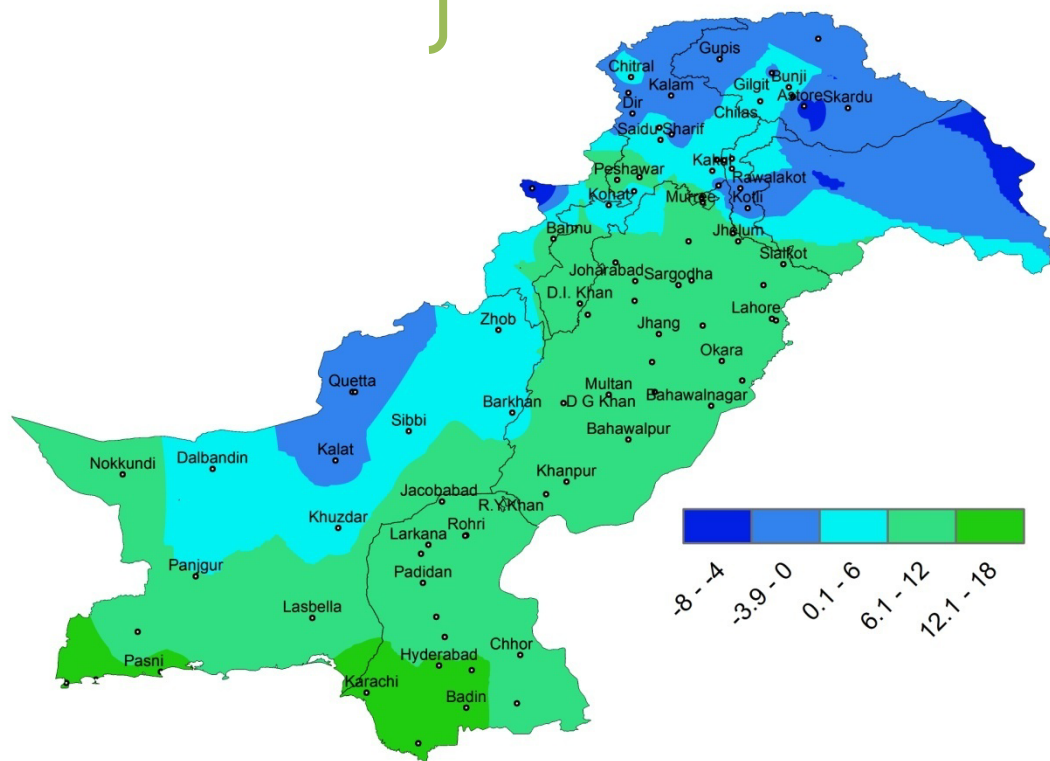 J
Gupis
Chitral
Bunji
Gilgit
Kalam
Astore Skardu
Dir
Chilas
Saidu Sharif
Peshawar
Rawalakot
Kohat
Murree
Kotli
Bannu
Jhelum
Sialkot
Joharabad
Sargodha
D.I. Khan
Lahore
Zhob
Jhang
Okara
Quetta
Multan
Barkhan
D G Khan
Bahawalnagar
Sibbi
Bahawalpur
Kalat
Nokkundi
Dalbandin
Khanpur
Jacobabad
R.Y.Khan
Khuzdar
Rohri
Larkana
Panjgur
Padidan
Lasbella
Chhor
Pasni
Hyderabad
Karachi
Badin
-8 - -4
-3.9 - 0
0.1 - 6
6.1 - 12
12.1 - 18